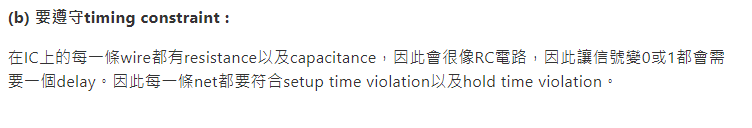 (b) 要遵守timing constraint :
在IC上的每一條wire都有resistance以及capacitance，因此會很像RC電路，因此讓信號變0或1都會需
要一個delay。因此每一條net都要符合setup time violation以及hold time violation。